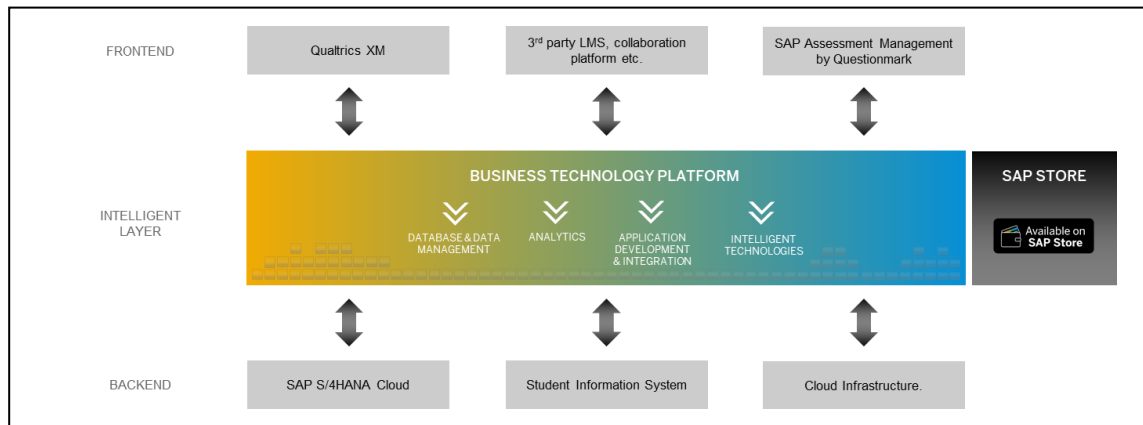 FRONTEND
Qualtrics XM
3rd party LMS, collaboration
platform etc.
SAP Assessment Management
by Questionmark
INTELLIGENT
LAYER
BUSINESS TECHNOLOGY PLATFORM
DATABASE & DATA
MANAGEMENT
ANALYTICS
APPLICATION
DEVELOPMENT
& INTEGRATION
INTELLIGENT
TECHNOLOGIES
SAP STORE
Available on
SAP Store
BACKEND
SAP S/4HANA Cloud
Student Information System
Cloud Infrastructure.